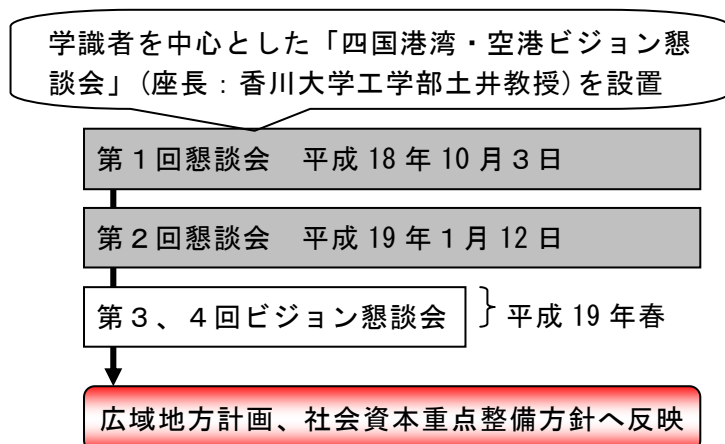 学識者を中心とした「四国港湾・空港ビジョン懇
談会」(座長：香川大学工学部土井教授)を設置
第１回懇談会　平成 18 年 10 月３日
第２回懇談会　平成 19 年１月 12 日
第３、４回ビジョン懇談会
平成 19 年春
広域地方計画、社会資本重点整備方針へ反映